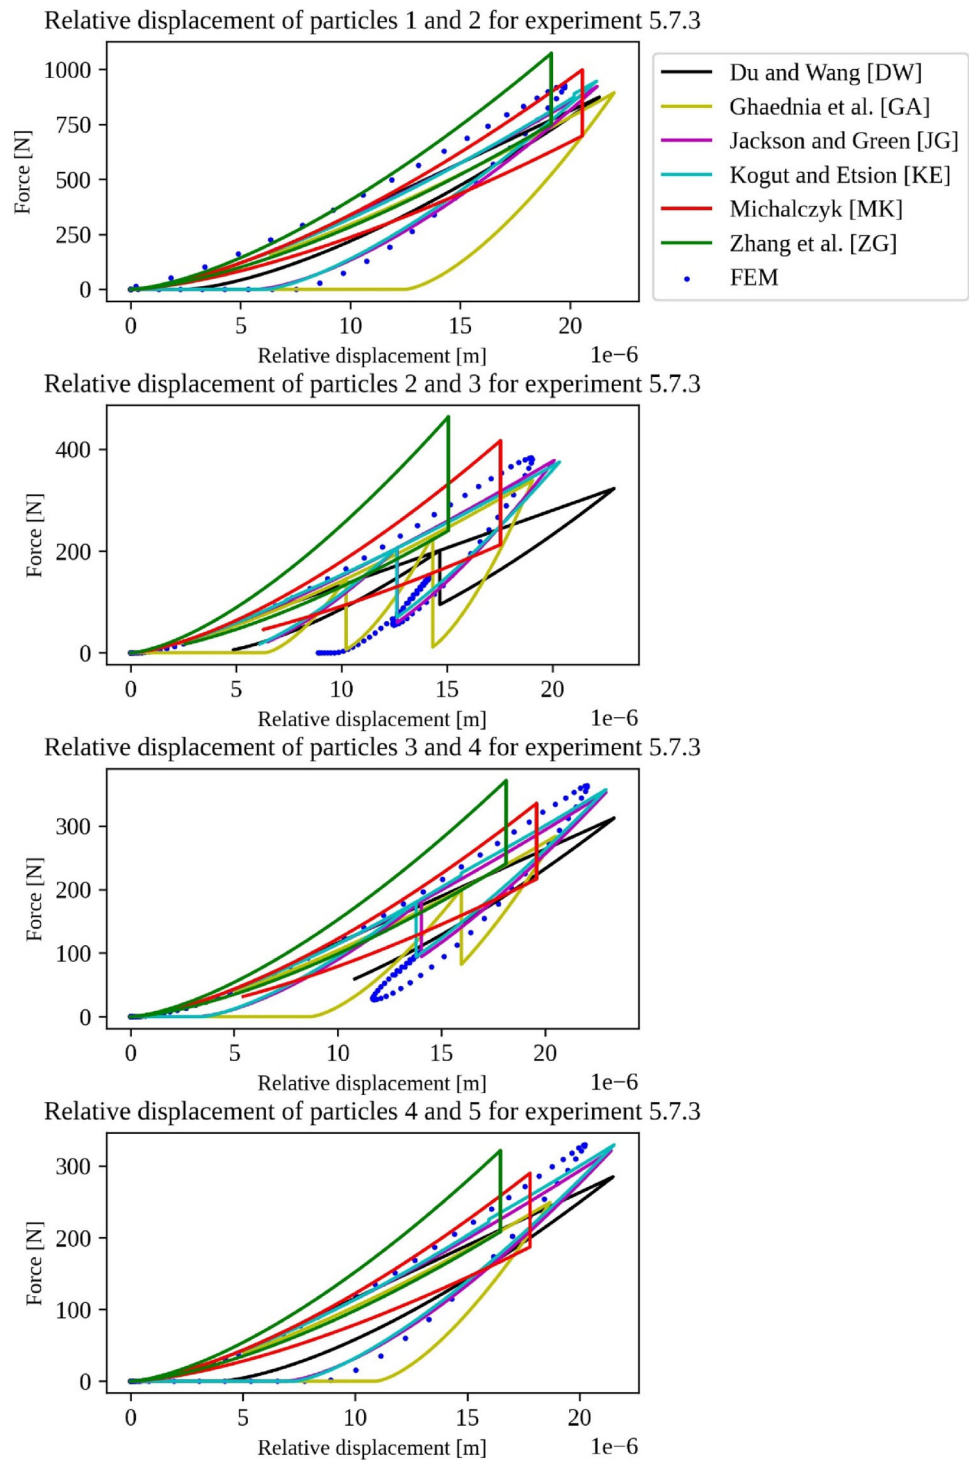 Relative displacement of particles 1 and 2 for experiment 5.7.3
1000
750
500
250
0
Force [N]
0 5 10 15 20
Relative displacement [m] 1e−6
Du and Wang [DW]
Ghaednia et al. [GA]
Jackson and Green [JG]
Kogut and Etsion [KE]
Michalczyk [MK]
Zhang et al. [ZG]
FEM
Relative displacement of particles 2 and 3 for experiment 5.7.3
400
200
0
Force [N]
0 5 10 15 20
Relative displacement [m] 1e−6
Relative displacement of particles 3 and 4 for experiment 5.7.3
300
200
100
0
Force [N]
0 5 10 15 20
Relative displacement [m] 1e−6
Relative displacement of particles 4 and 5 for experiment 5.7.3
300
200
100
0
Force [N]
0 5 10 15 20
Relative displacement [m] 1e−6